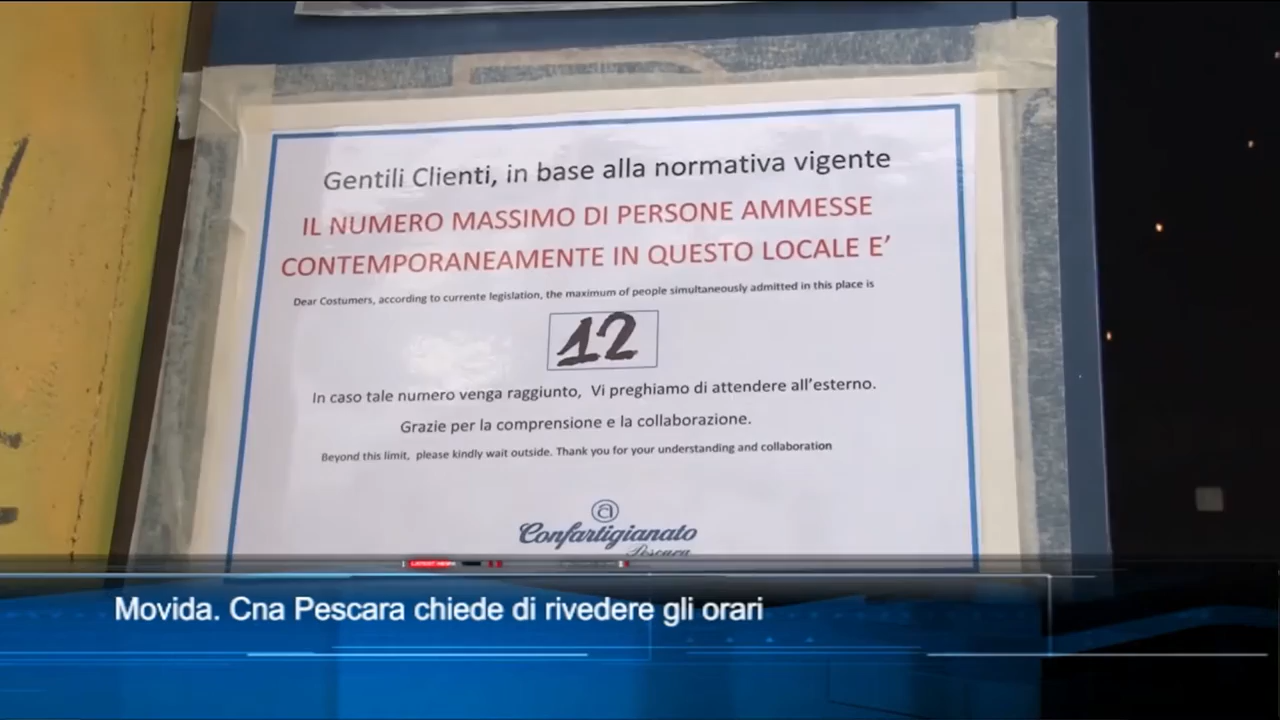 Gentili Clienti, in base alla normativa vigente
IL NUMERO MASSIMO DI PERSONE AMMESSE
CONTEMPORANEAMENTE IN QUESTO LOCALE E'
Dear Costumers, according to currente legislation, the maximum of people simultaneously admitted in this place is
12
In caso tale numero venga raggiunto, Vi preghiamo di attendere all'esterno.
Grazie per la comprensione e la collaborazione.
Beyond this limit, please kindly wait outside. Thank you for your understanding and collaboration
Confartigianato
Pescara
LATEST NEWS
Movida. Cna Pescara chiede di rivedere gli orari